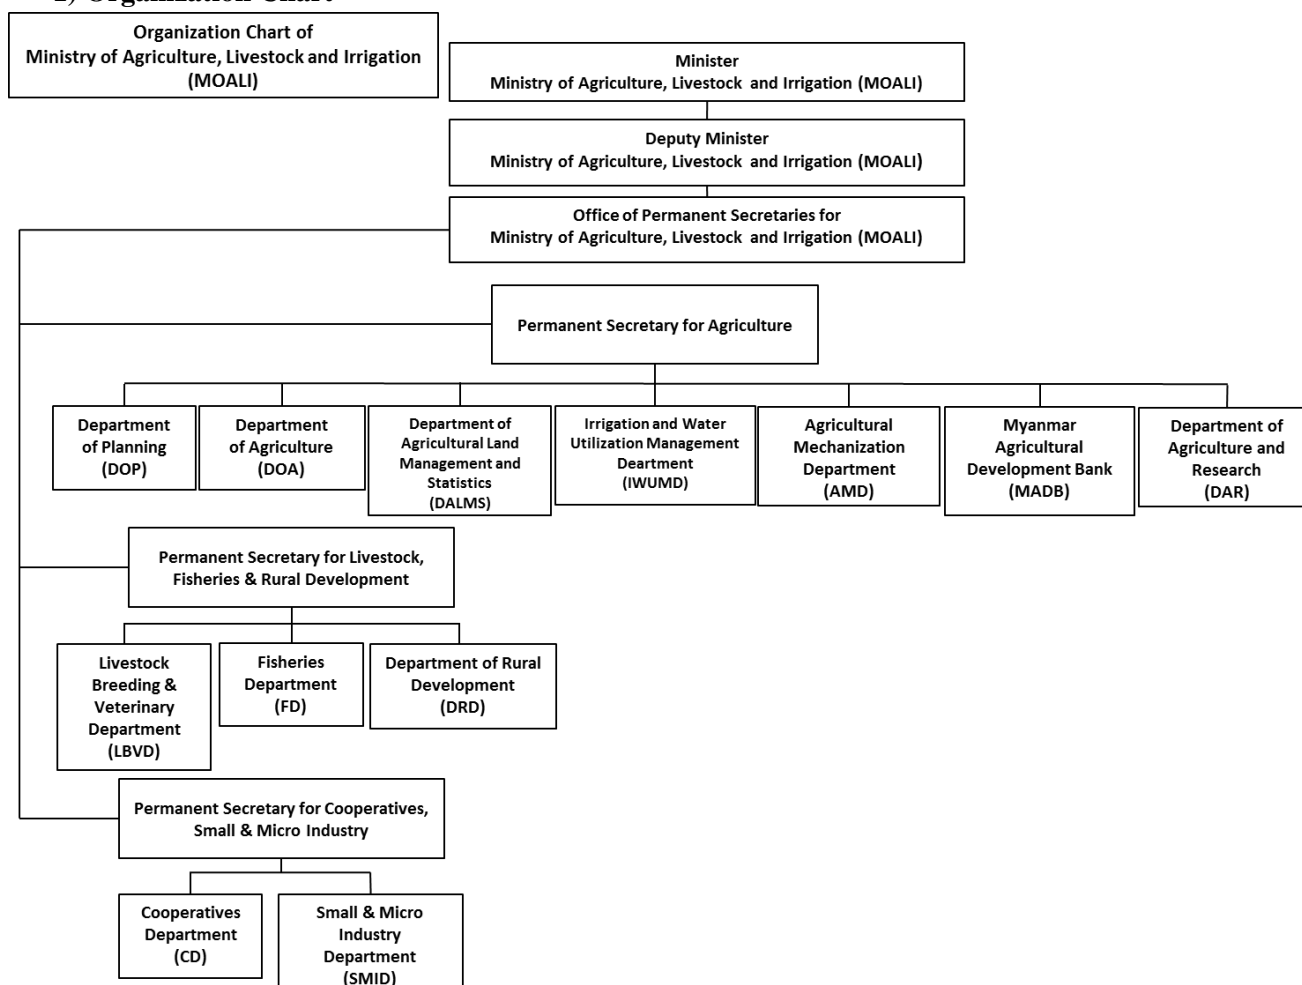 2) Organization Chart
Organization Chart of
Ministry of Agriculture, Livestock and Irrigation
(MOALI)
Minister
Ministry of Agriculture, Livestock and Irrigation (MOALI)
Deputy Minister
Ministry of Agriculture, Livestock and Irrigation (MOALI)
Office of Permanent Secretaries for
Ministry of Agriculture, Livestock and Irrigation (MOALI)
Permanent Secretary for Agriculture
Department
of Planning
(DOP)
Department
of Agriculture
(DOA)
Department of
Agricultural Land
Management and
Statistics
(DALMS)
Irrigation and Water
Utilization Management
Deartment
(IWUMD)
Agricultural
Mechanization
Department
(AMD)
Myanmar
Agricultural
Development Bank
(MADB)
Department of
Agriculture and
Research
(DAR)
Permanent Secretary for Livestock,
Fisheries & Rural Development
Livestock
Breeding &
Veterinary
Department
(LBVD)
Fisheries
Department
(FD)
Department of Rural
Development
(DRD)
Permanent Secretary for Cooperatives,
Small & Micro Industry
Cooperatives
Department
(CD)
Small & Micro
Industry
Department
(SMID)